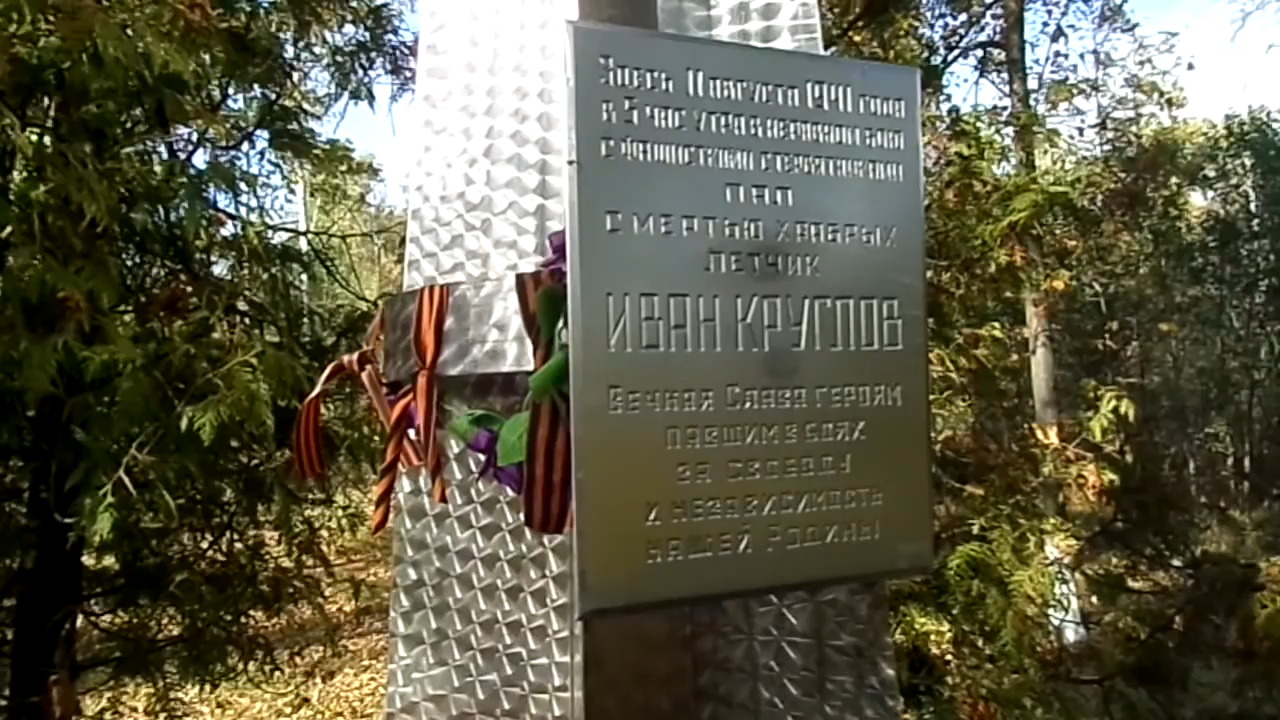 Здесь 11 августа 1941 года
в 5 час утра в неравном бою
с фашистскими стервятниками
ПАЛ
СМЕРТЬЮ ХРАБРЫХ
ЛЕТЧИК
ИВАН КРУГЛОВ
Вечная Слава героям
павшим в боях
за свободу
и независимость
нашей Родины